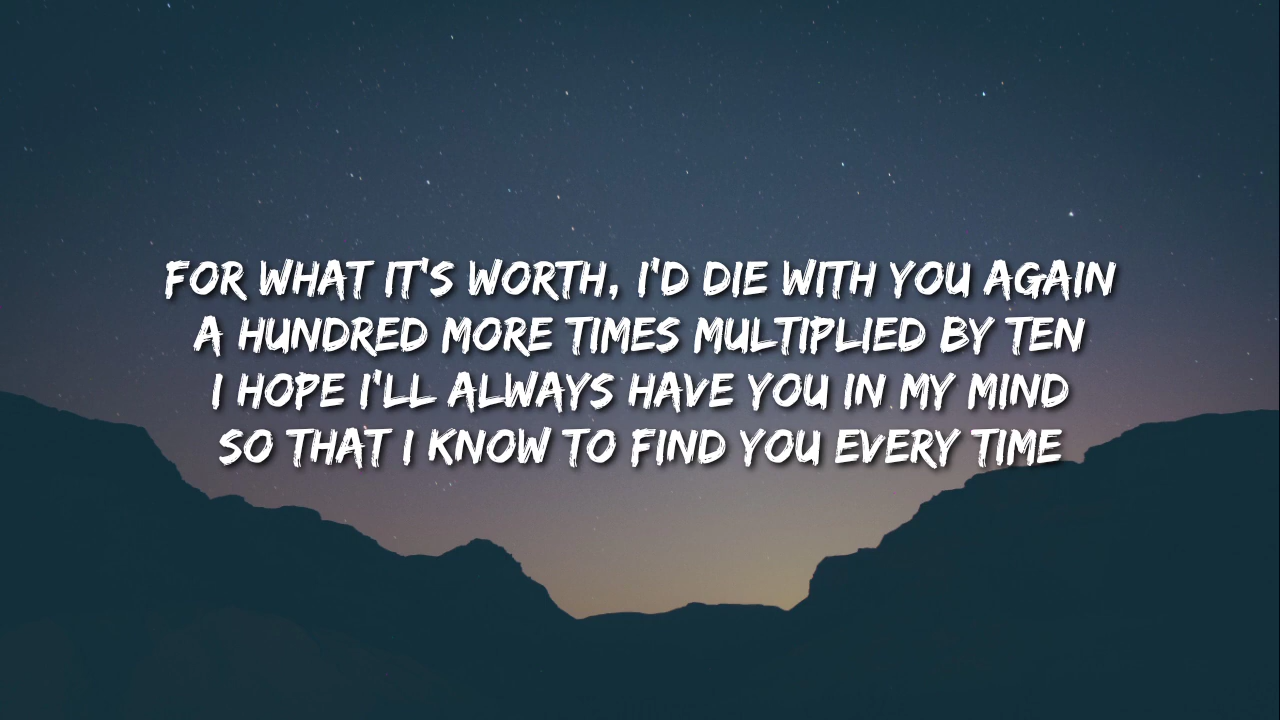 FOR WHAT IT'S WORTH, I'D DIE WITH YOU AGAIN
A HUNDRED MORE TIMES MULTIPLIED BY TEN
I HOPE I'LL ALWAYS HAVE YOU IN MY MIND
SO THAT I KNOW TO FIND YOU EVERY TIME